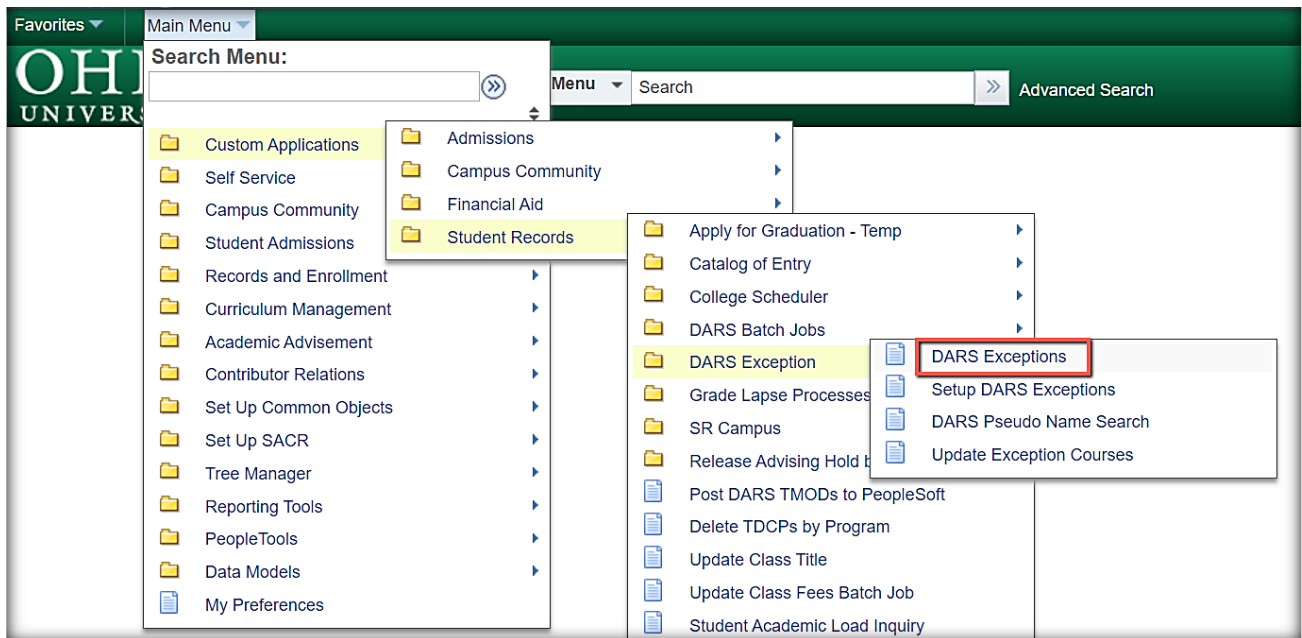 Favorites
Main Menu
Search Menu:
OH
UNIVER
Menu
Search
Advanced Search
Custom Applications
Self Service
Campus Community
Student Admissions
Records and Enrollment
Curriculum Management
Academic Advisement
Contributor Relations
Set Up Common Objects
Set Up SACR
Tree Manager
Reporting Tools
PeopleTools
Data Models
My Preferences
Admissions
Campus Community
Financial Aid
Student Records
Apply for Graduation - Temp
Catalog of Entry
College Scheduler
DARS Batch Jobs
DARS Exception
Grade Lapse Processes
SR Campus
Release Advising Hold
Post DARS TMODs to PeopleSoft
Delete TDCPs by Program
Update Class Title
Update Class Fees Batch Job
Student Academic Load Inquiry
DARS Exceptions
Setup DARS Exceptions
DARS Pseudo Name Search
Update Exception Courses